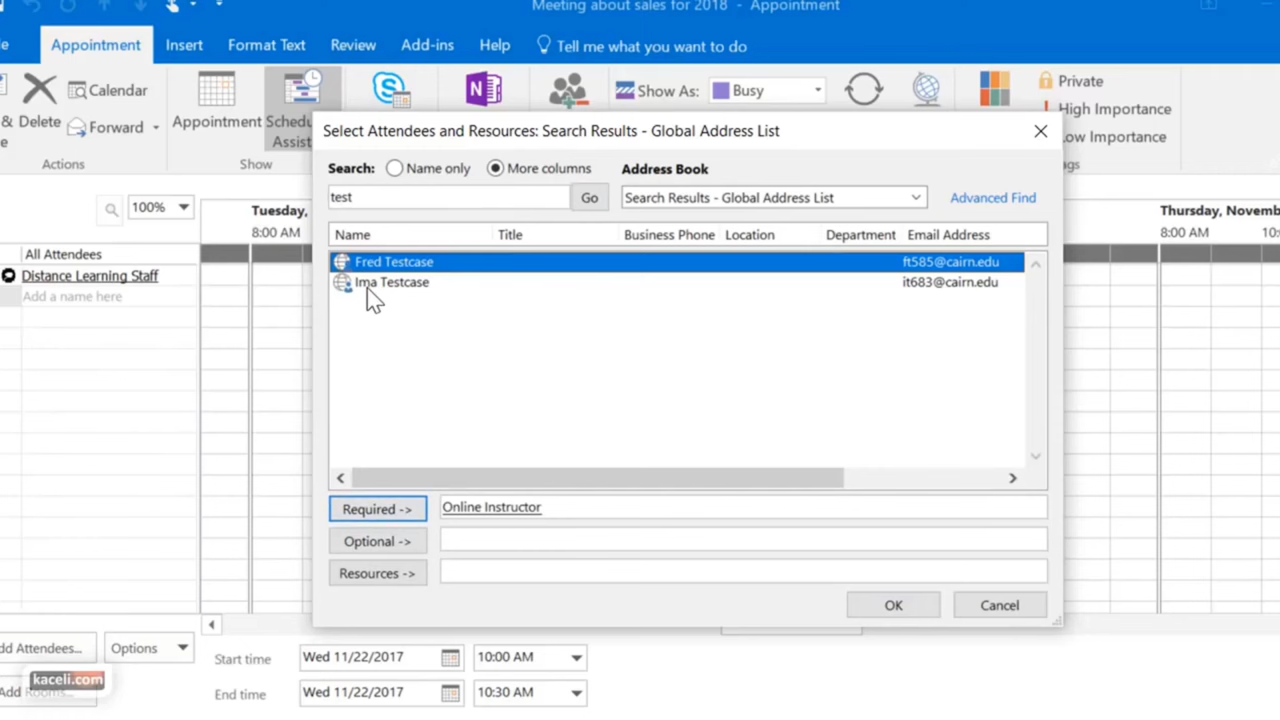 Meeting about sales for 2018 - Appointment
Appointment Insert Format Text Review Add-ins Help Tell me what you want to do
& Delete
Calendar
Forward
Actions
Appointment
Show
Show As: Busy
Private
High Importance
Low Importance
Select Attendees and Resources: Search Results - Global Address List
Search: Name only More columns Address Book
test Go Search Results - Global Address List Advanced Find
Name Title Business Phone Location Department Email Address
Fred Testcase ft585@cairn.edu
Ima Testcase it683@cairn.edu
Required -> Online Instructor
Optional ->
Resources ->
OK Cancel
100%
Tuesday,
8:00 AM
Thursday, Novemb
8:00 AM 10:
All Attendees
Distance Learning Staff
Add a name here
Attendees... Options
Start time Wed 11/22/2017 10:00 AM
End time Wed 11/22/2017 10:30 AM
kaceli.com